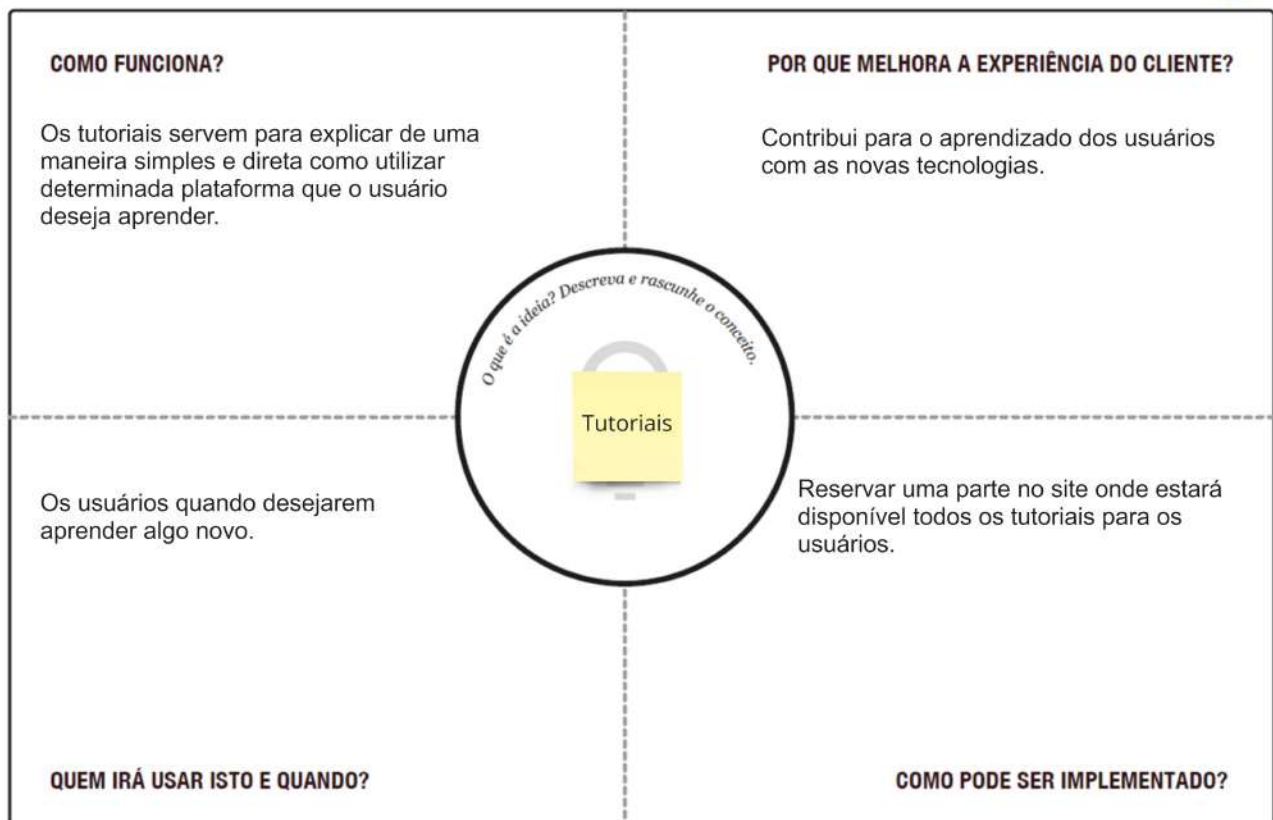 COMO FUNCIONA?
Os tutoriais servem para explicar de uma
maneira simples e direta como utilizar
determinada plataforma que o usuário
deseja aprender.
POR QUE MELHORA A EXPERIÊNCIA DO CLIENTE?
Contribui para o aprendizado dos usuários
com as novas tecnologias.
O que é a ideia? Descreva e rascunhe o conceito.
Tutoriais
Os usuários quando desejarem
aprender algo novo.
QUEM IRÁ USAR ISTO E QUANDO?
Reservar uma parte no site onde estará
disponível todos os tutoriais para os
usuários.
COMO PODE SER IMPLEMENTADO?